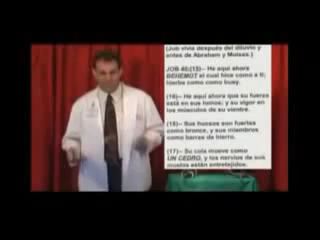 (Job vivía después del diluvio y
antes de Abraham y Moises.)
JOB 40:(15)- He aquí ahora
BEHEMOT el cual hice como a ti;
hierba come como buey.
(16)- He aquí ahora que su fuerza
está en sus lomos; y su vigor en
los músculos de su vientre.
(18)- Sus huesos son fuertes
como bronce, y sus miembros
como barras de hierro.
(17)- Su cola mueve como
UN CEDRO, y los nervios de sus
muslos están entretejidos.